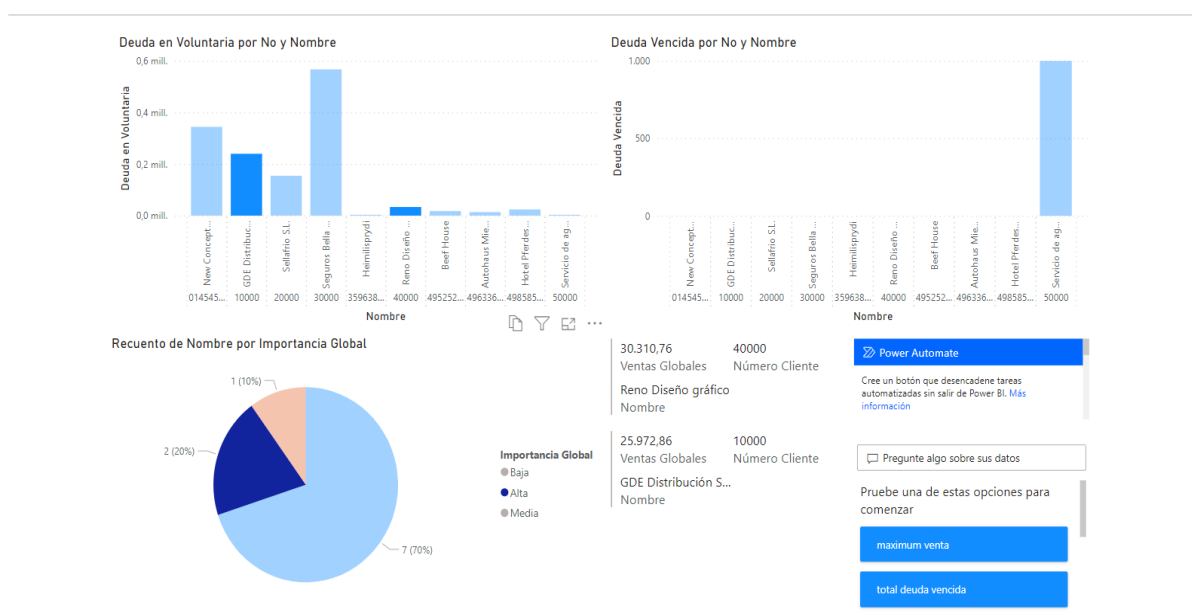 Deuda en Voluntaria por No y Nombre
0,6 mill.
0,4 mill.
0,2 mill.
0,0 mill.
Deuda en Voluntaria
New Concept...
GDE Distribuc...
Sellafrio S.L.
Seguros Bella ...
Heimilisprydi
Reno Diseño ...
Beef House
Autohaus Mie...
Hotel Pferdes...
Servicio de ag...
014545...
10000
20000
30000
359638...
40000
495252...
496336...
498585...
50000
Nombre
Deuda Vencida por No y Nombre
1.000
500
0
Deuda Vencida
New Concept...
GDE Distribuc...
Sellafrio S.L.
Seguros Bella ...
Heimilisprydi
Reno Diseño ...
Beef House
Autohaus Mie...
Hotel Pferdes...
Servicio de ag...
014545...
10000
20000
30000
359638...
40000
495252...
496336...
498585...
50000
Nombre
Recuento de Nombre por Importancia Global
1 (10%)
2 (20%)
7 (70%)
Importancia Global
Baja
Alta
Media
30.310,76 40000
Ventas Globales Número Cliente
Reno Diseño gráfico
Nombre
25.972,86 10000
Ventas Globales Número Cliente
GDE Distribución S...
Nombre
Power Automate
Cree un botón que desencadene tareas
automatizadas sin salir de Power BI. Más
información
Pregunte algo sobre sus datos
Pruebe una de estas opciones para
comenzar
maximum venta
total deuda vencida